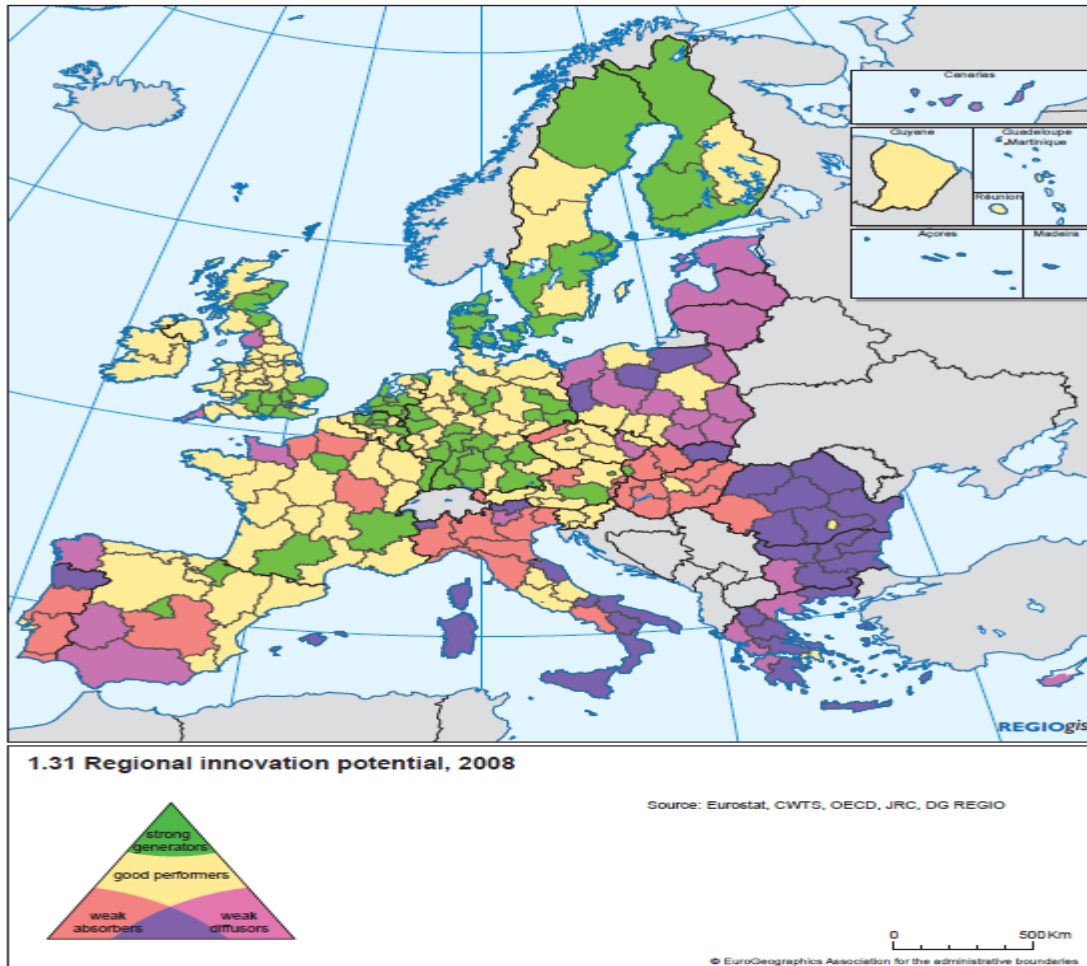 Canarias
Guyane
Guadeloupe
Martinique
Réunion
Açores
Madeira
REGIOgis
1.31 Regional innovation potential, 2008
Source: Eurostat, CWTS, OECD, JRC, DG REGIO
strong
generators
good performers
weak
absorbers
weak
diffusors
0
500 Km
© EuroGeographics Association for the administrative boundaries